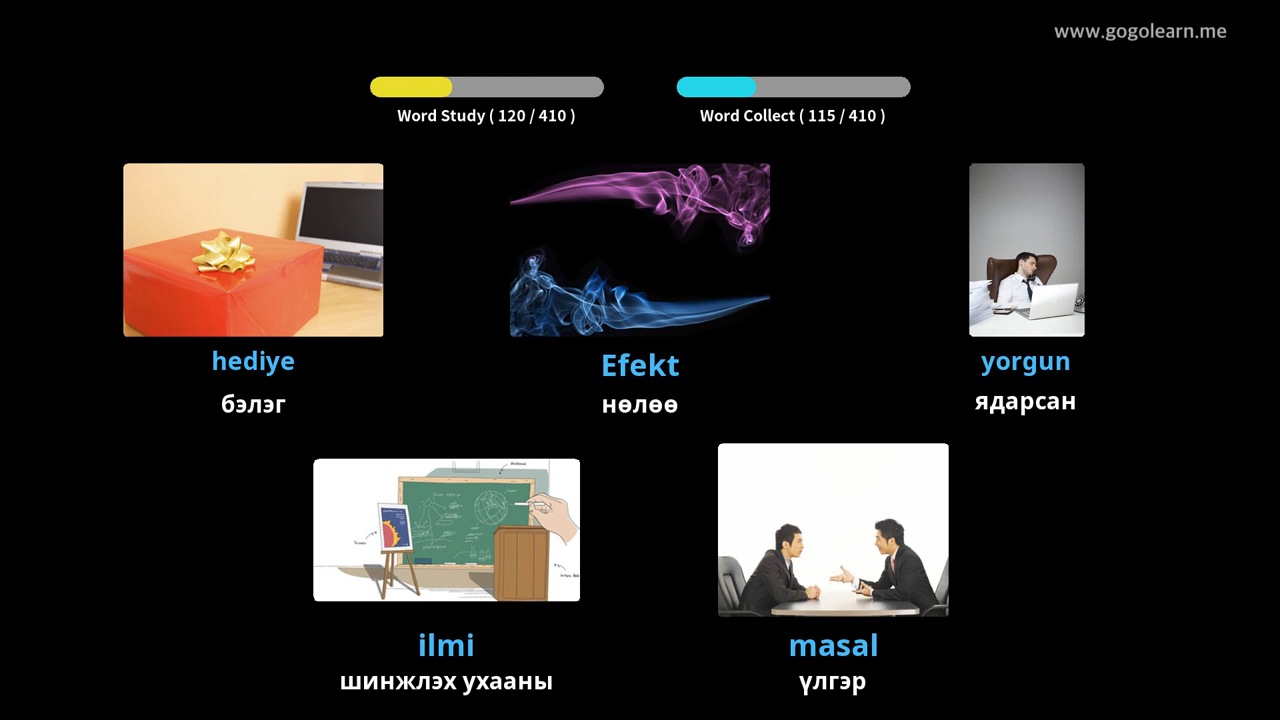 www.gogolearn.me
Word Study ( 120 / 410 )
Word Collect ( 115 / 410 )
hediye
бэлэг
Efekt
нөлөө
yorgun
ядарсан
ilmi
шинжлэх ухааны
masal
үлгэр